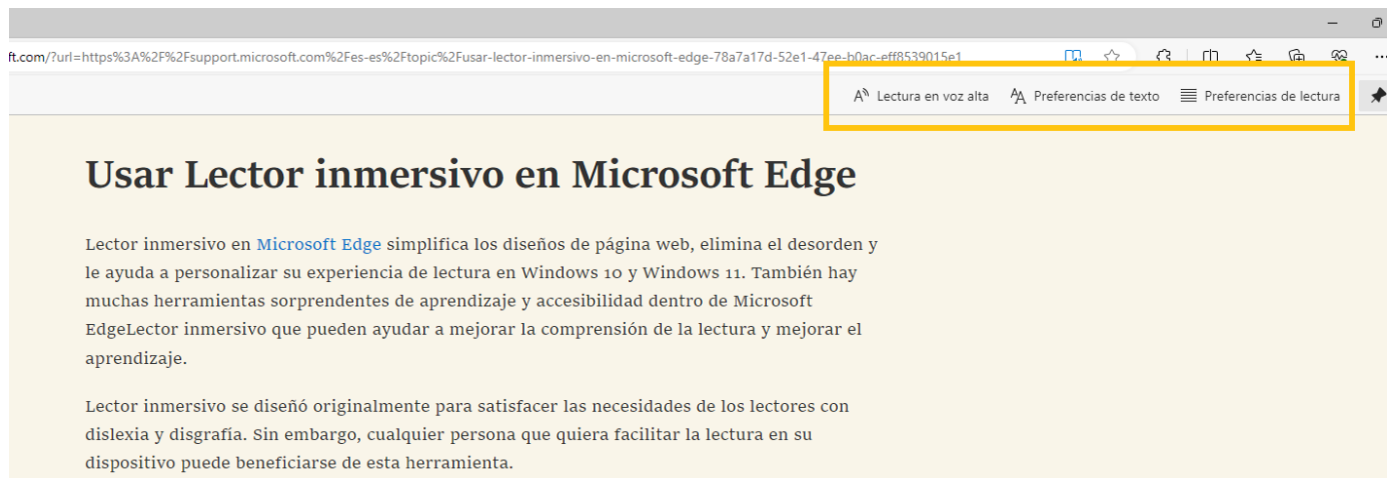 ft.com/?url=https%3A%2F%2Fsupport.microsoft.com%2Fes-es%2Ftopic%2Fusar-lector-inmersivo-en-microsoft-edge-78a7a17d-52e1-47ee-b0ac-eff8539015e1
Lectura en voz alta Preferencias de texto Preferencias de lectura
Usar Lector inmersivo en Microsoft Edge
Lector inmersivo en Microsoft Edge simplifica los diseños de página web, elimina el desorden y
le ayuda a personalizar su experiencia de lectura en Windows 10 y Windows 11. También hay
muchas herramientas sorprendentes de aprendizaje y accesibilidad dentro de Microsoft
EdgeLector inmersivo que pueden ayudar a mejorar la comprensión de la lectura y mejorar el
aprendizaje.
Lector inmersivo se diseñó originalmente para satisfacer las necesidades de los lectores con
dislexia y disgrafía. Sin embargo, cualquier persona que quiera facilitar la lectura en su
dispositivo puede beneficiarse de esta herramienta.